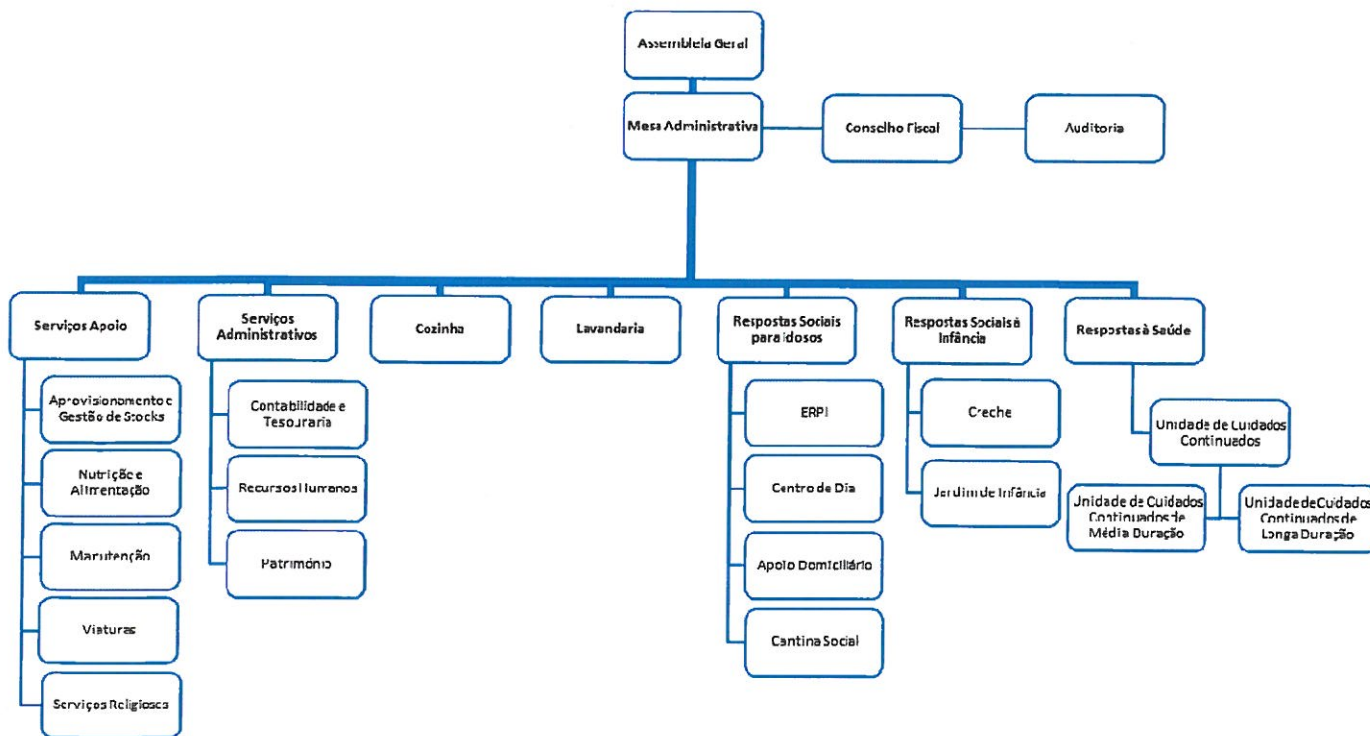 Assembleia Geral
Mesa Administrativa
Conselho Fiscal
Auditoria
Serviços Apoio
Serviços
Administrativos
Cozinha
Lavandaria
Respostas Sociais
para Idosos
Respostas Sociais à
Infância
Respostas à Saúde
Aprovisionamento e
Gestão de Stocks
Nutrição e
Alimentação
Manutenção
Viaturas
Serviços Religiosos
Contabilidade e
Tesouraria
Recursos Humanos
Património
ERPI
Centro de Dia
Apoio Domiciliário
Cantina Social
Creche
Jardim de Infância
Unidade de Cuidados
Continuados
Unidade de Cuidados
Continuados de
Média Duração
Unidade de Cuidados
Continuados de
Longa Duração